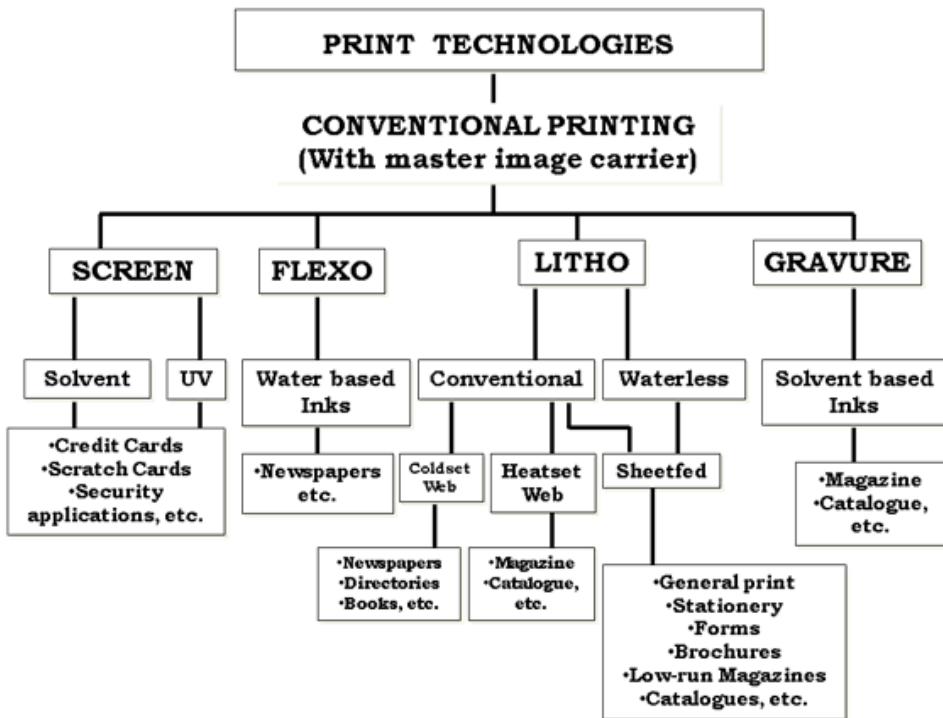 PRINT TECHNOLOGIES
CONVENTIONAL PRINTING
(With master image carrier)
SCREEN
FLEXO
LITHO
GRAVURE
Solvent
UV
Water based
Inks
Conventional
Waterless
Solvent based
Inks
•Credit Cards
•Scratch Cards
•Security
applications, etc.
•Newspapers
etc.
Coldset
Web
Heatset
Web
Sheetfed
•Magazine
•Catalogue,
etc.
•Newspapers
•Directories
•Books, etc.
•Magazine
•Catalogue,
etc.
•General print
•Stationery
•Forms
•Brochures
•Low-run Magazines
•Catalogues, etc.